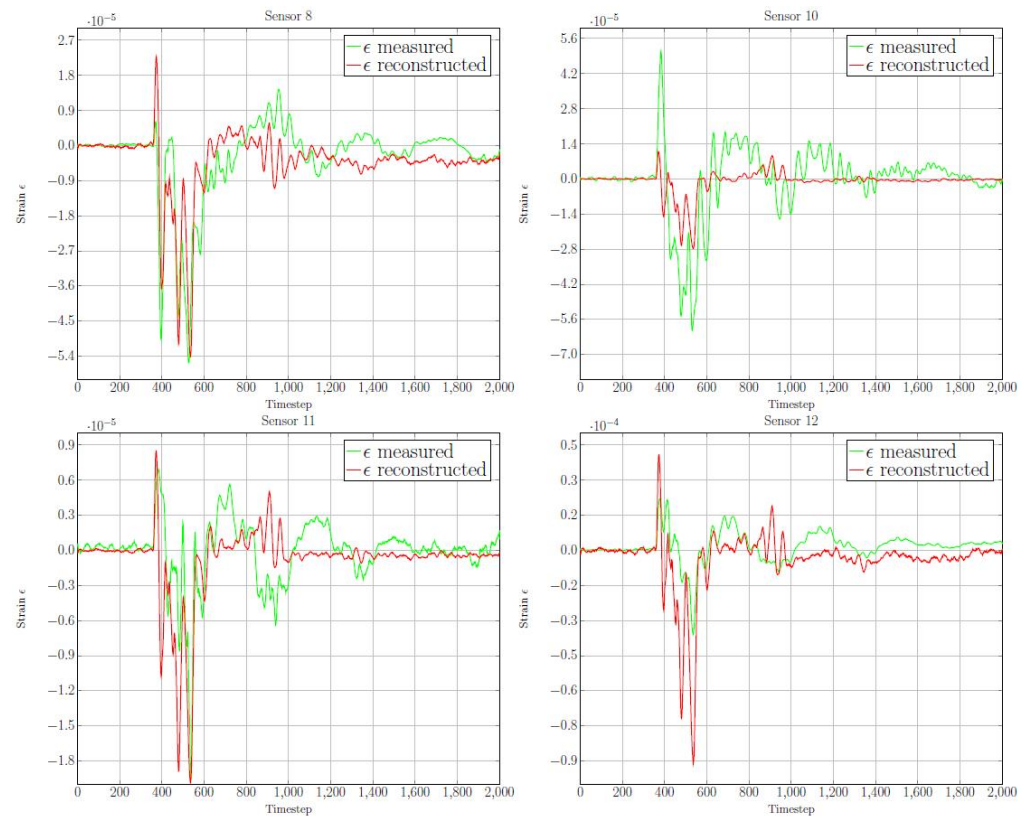 Sensor 8
·10⁻⁵
2.7
1.8
0.9
0.0
−0.9
−1.8
−2.7
−3.6
−4.5
−5.4
Strain ϵ
ϵ measured
ϵ reconstructed
0 200 400 600 800 1,000 1,200 1,400 1,600 1,800 2,000
Timestep
Sensor 10
·10⁻⁵
5.6
4.2
2.8
1.4
0.0
−1.4
−2.8
−4.2
−5.6
−7.0
Strain ϵ
ϵ measured
ϵ reconstructed
0 200 400 600 800 1,000 1,200 1,400 1,600 1,800 2,000
Timestep
Sensor 11
·10⁻⁵
0.9
0.6
0.3
0.0
−0.3
−0.6
−0.9
−1.2
−1.5
−1.8
Strain ϵ
ϵ measured
ϵ reconstructed
0 200 400 600 800 1,000 1,200 1,400 1,600 1,800 2,000
Timestep
Sensor 12
·10⁻⁴
0.5
0.3
0.2
0.0
−0.2
−0.3
−0.5
−0.6
−0.8
−0.9
Strain ϵ
ϵ measured
ϵ reconstructed
0 200 400 600 800 1,000 1,200 1,400 1,600 1,800 2,000
Timestep